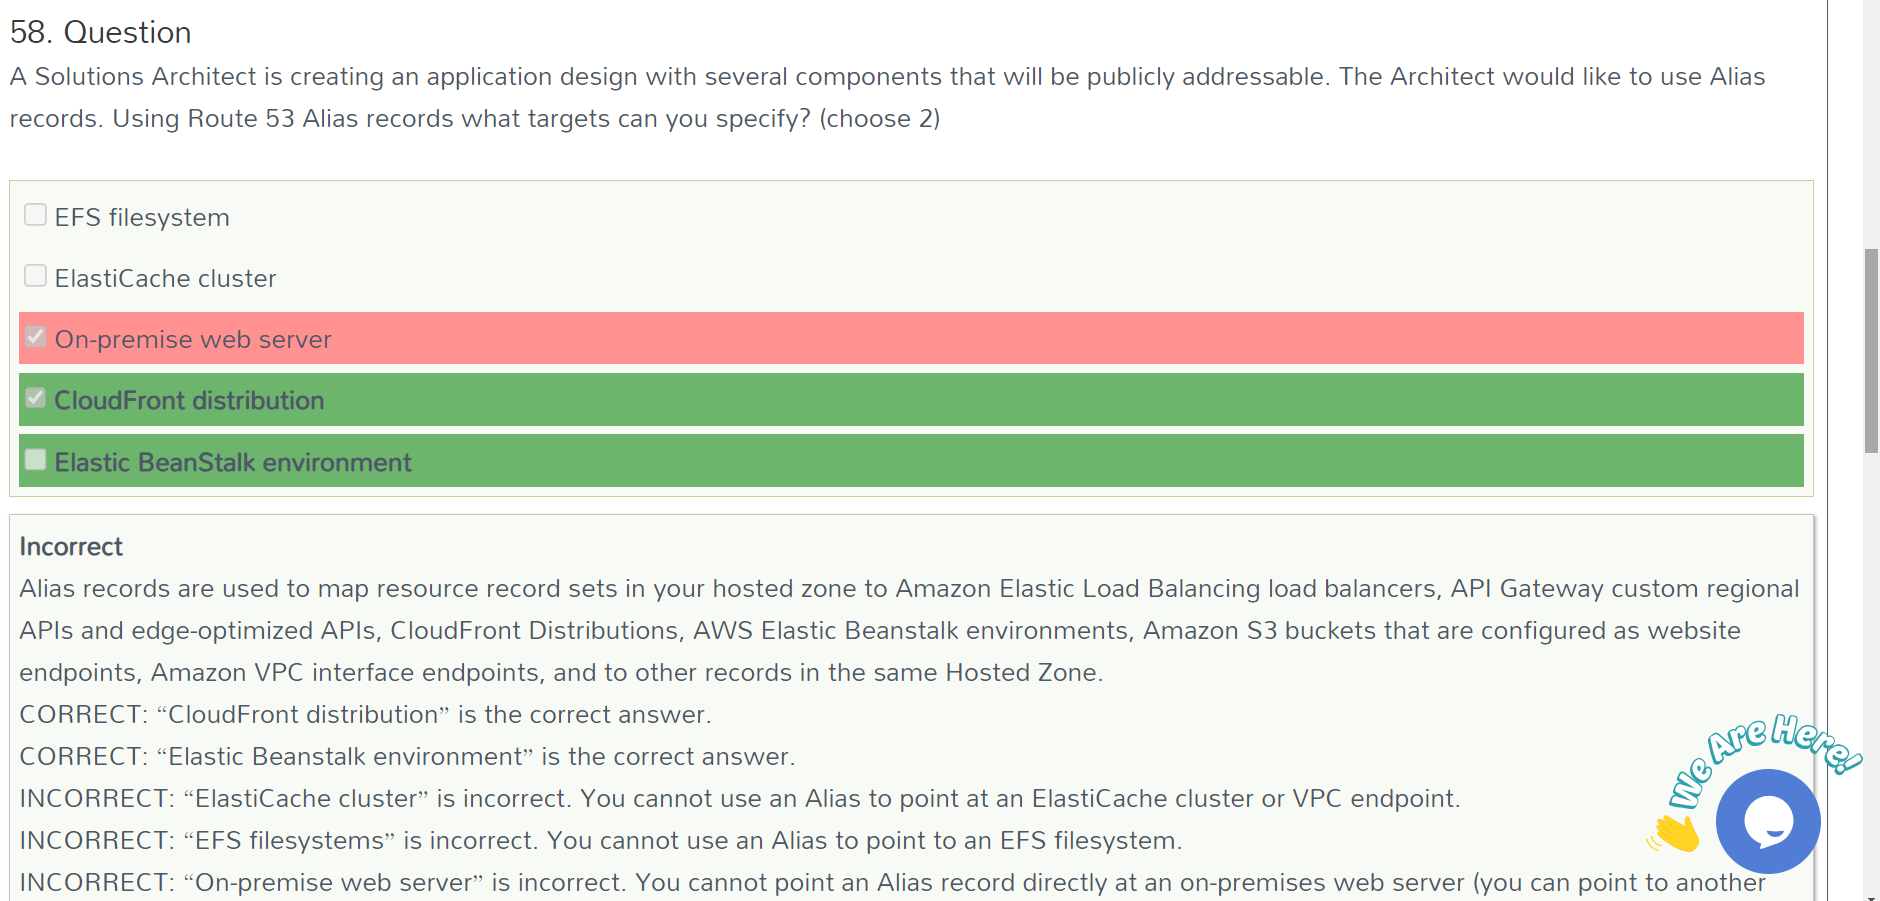 58. Question
A Solutions Architect is creating an application design with several components that will be publicly addressable. The Architect would like to use Alias
records. Using Route 53 Alias records what targets can you specify? (choose 2)
EFS filesystem
ElastiCache cluster
On-premise web server
CloudFront distribution
Elastic BeanStalk environment
Incorrect
Alias records are used to map resource record sets in your hosted zone to Amazon Elastic Load Balancing load balancers, API Gateway custom regional
APIs and edge-optimized APIs, CloudFront Distributions, AWS Elastic Beanstalk environments, Amazon S3 buckets that are configured as website
endpoints, Amazon VPC interface endpoints, and to other records in the same Hosted Zone.
CORRECT: “CloudFront distribution” is the correct answer.
CORRECT: “Elastic Beanstalk environment” is the correct answer.
INCORRECT: “ElastiCache cluster” is incorrect. You cannot use an Alias to point at an ElastiCache cluster or VPC endpoint.
INCORRECT: “EFS filesystems” is incorrect. You cannot use an Alias to point to an EFS filesystem.
INCORRECT: “On-premise web server” is incorrect. You cannot point an Alias record directly at an on-premises web server (you can point to another
We Are Here!